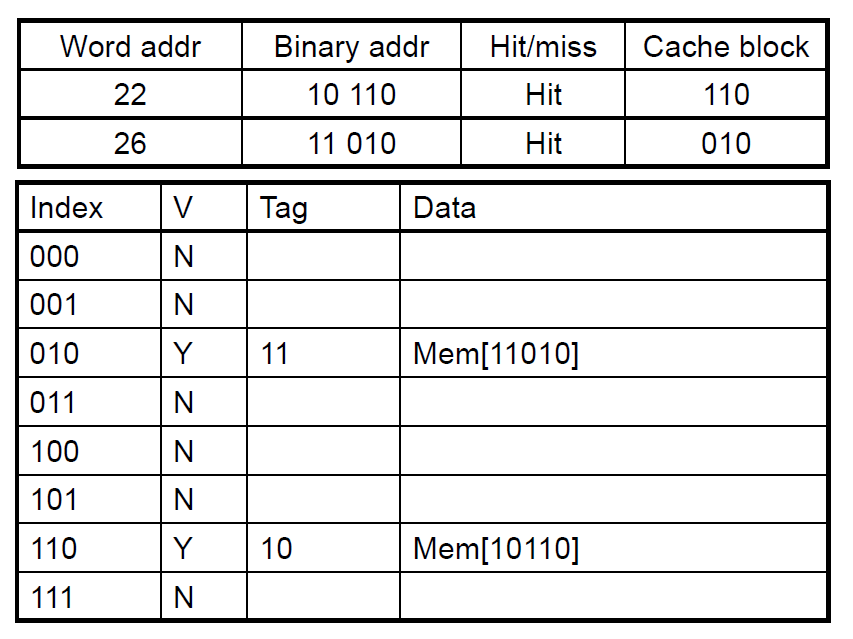 Word addr Binary addr Hit/miss Cache block
22 10 110 Hit 110
26 11 010 Hit 010
Index V Tag Data
000 N
001 N
010 Y 11 Mem[11010]
011 N
100 N
101 N
110 Y 10 Mem[10110]
111 N